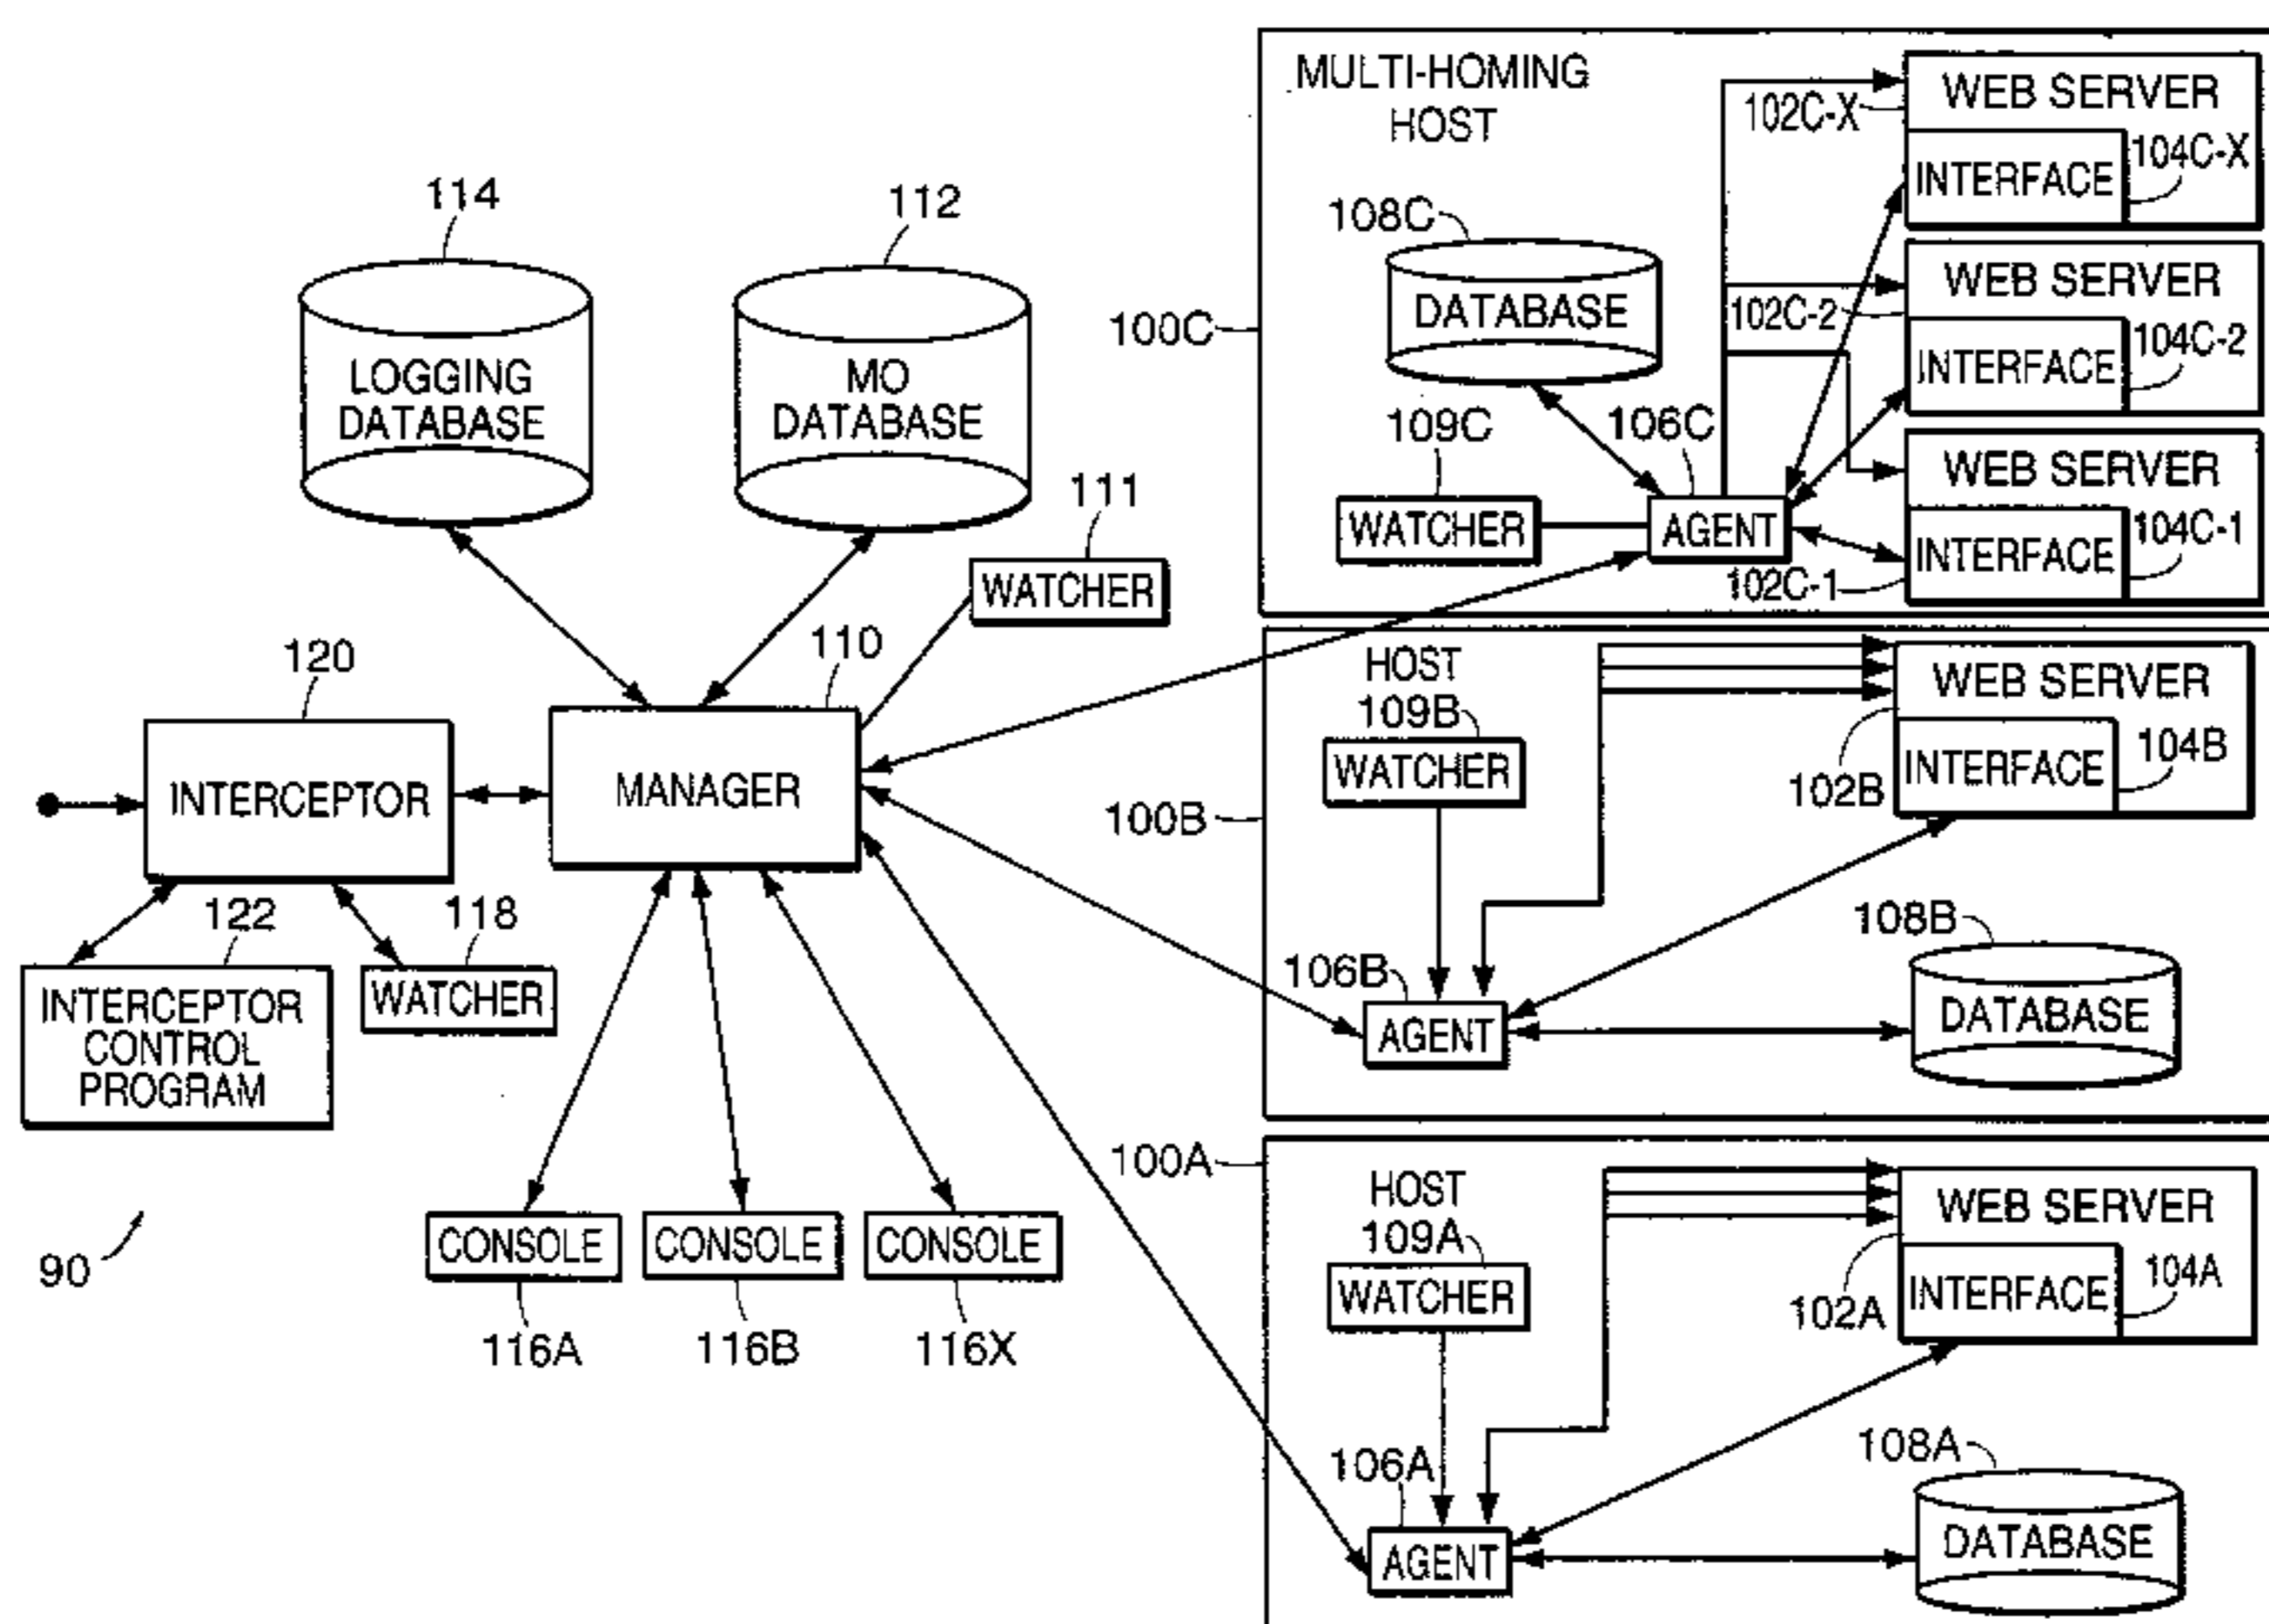 114
LOGGING
DATABASE
112
MO
DATABASE
111
WATCHER
120
INTERCEPTOR
110
MANAGER
122
INTERCEPTOR
CONTROL
PROGRAM
118
WATCHER
90
CONSOLE
116A
CONSOLE
116B
CONSOLE
116X
100C
MULTI-HOMING
HOST
108C
DATABASE
109C
WATCHER
106C
AGENT
102C-X
WEB SERVER
INTERFACE
104C-X
102C-2
WEB SERVER
INTERFACE
104C-2
WEB SERVER
INTERFACE
104C-1
102C-1
100B
HOST
109B
WATCHER
106B
AGENT
WEB SERVER
102B
INTERFACE
104B
108B
DATABASE
100A
HOST
109A
WATCHER
106A
AGENT
WEB SERVER
102A
INTERFACE
104A
108A
DATABASE